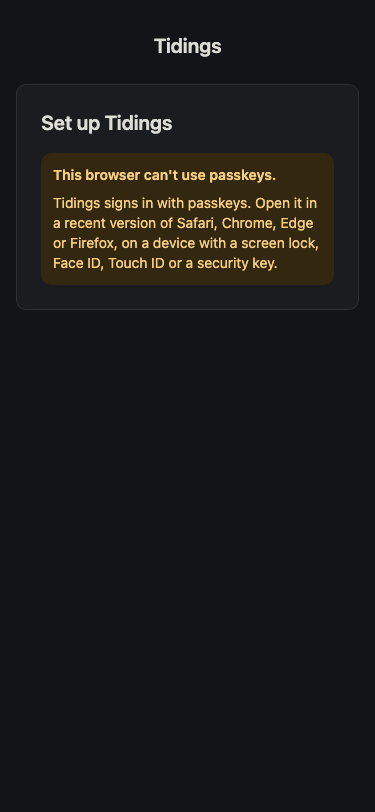 Tidings
Set up Tidings
This browser can't use passkeys.
Tidings signs in with passkeys. Open it in
a recent version of Safari, Chrome, Edge
or Firefox, on a device with a screen lock,
Face ID, Touch ID or a security key.